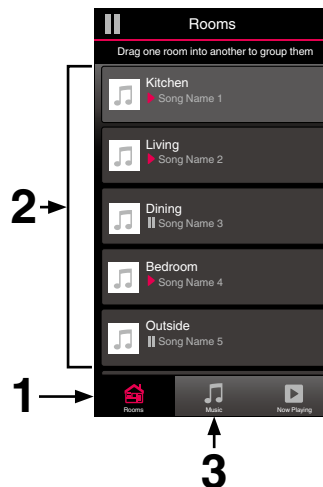 Rooms
Drag one room into another to group them
Kitchen
Song Name 1
Living
Song Name 2
Dining
Song Name 3
Bedroom
Song Name 4
Outside
Song Name 5
2
1
Rooms
Music
Now Playing
3